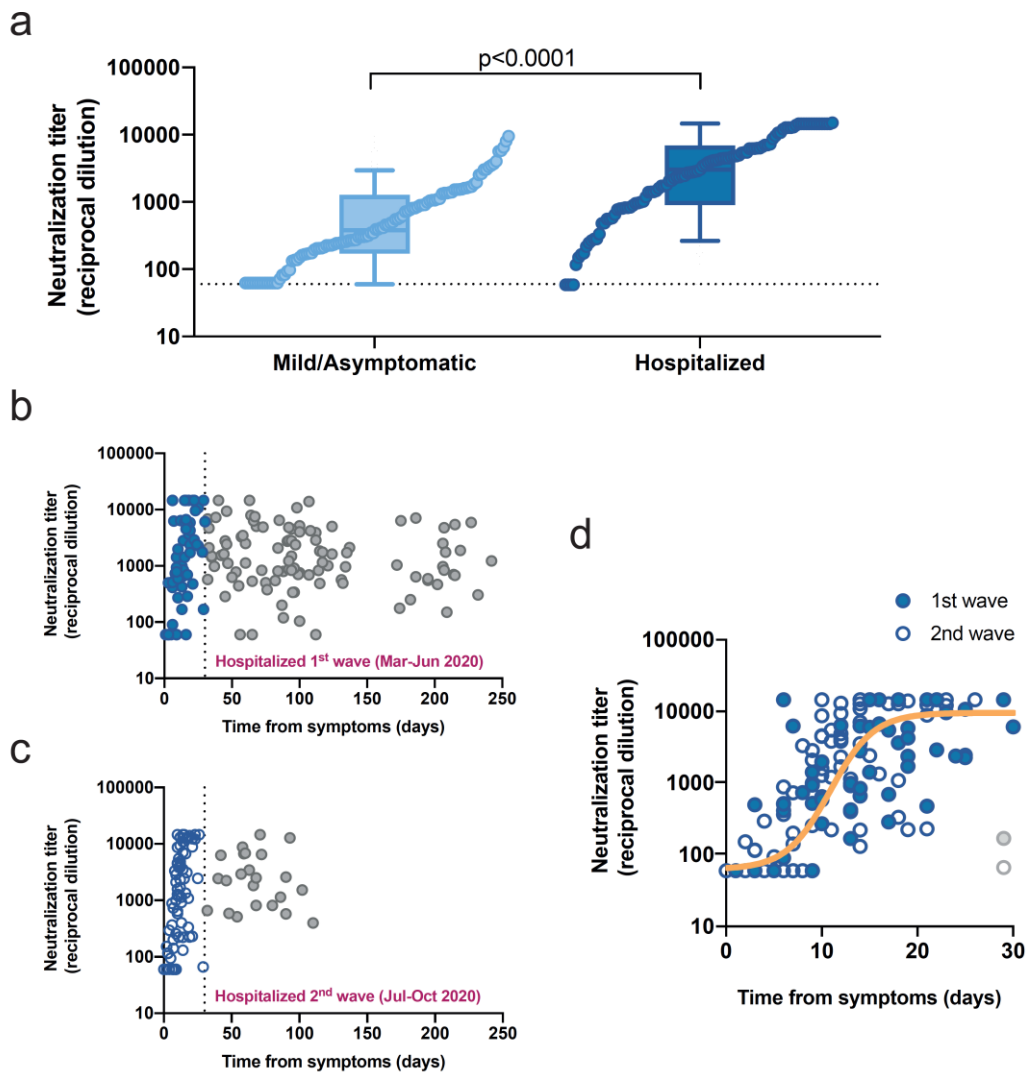 a
p<0.0001
100000
10000
1000
100
10
Neutralization titer
(reciprocal dilution)
Mild/Asymptomatic
Hospitalized
b
100000
10000
1000
100
10
Neutralizaton titer
(reciprocal dilution)
Hospitalized 1st wave (Mar-Jun 2020)
0
50
100
150
200
250
Time from symptoms (days)
c
100000
10000
1000
100
10
Neutralizaton titer
(reciprocal dilution)
Hospitalized 2nd wave (Jul-Oct 2020)
0
50
100
150
200
250
Time from symptoms (days)
d
1st wave
2nd wave
100000
10000
1000
100
10
Neutralizaton titer
(reciprocal dilution)
0
10
20
30
Time from symptoms (days)